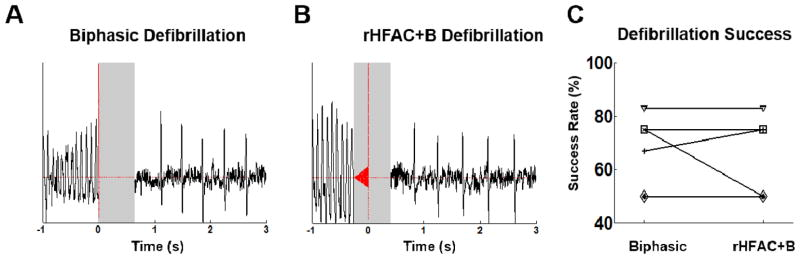 A
Biphasic Defibrillation
-1
0
1
2
3
Time (s)
B
rHFAC+B Defibrillation
-1
0
1
2
3
Time (s)
C
Defibrillation Success
Success Rate (%)
100
80
60
40
Biphasic
rHFAC+B